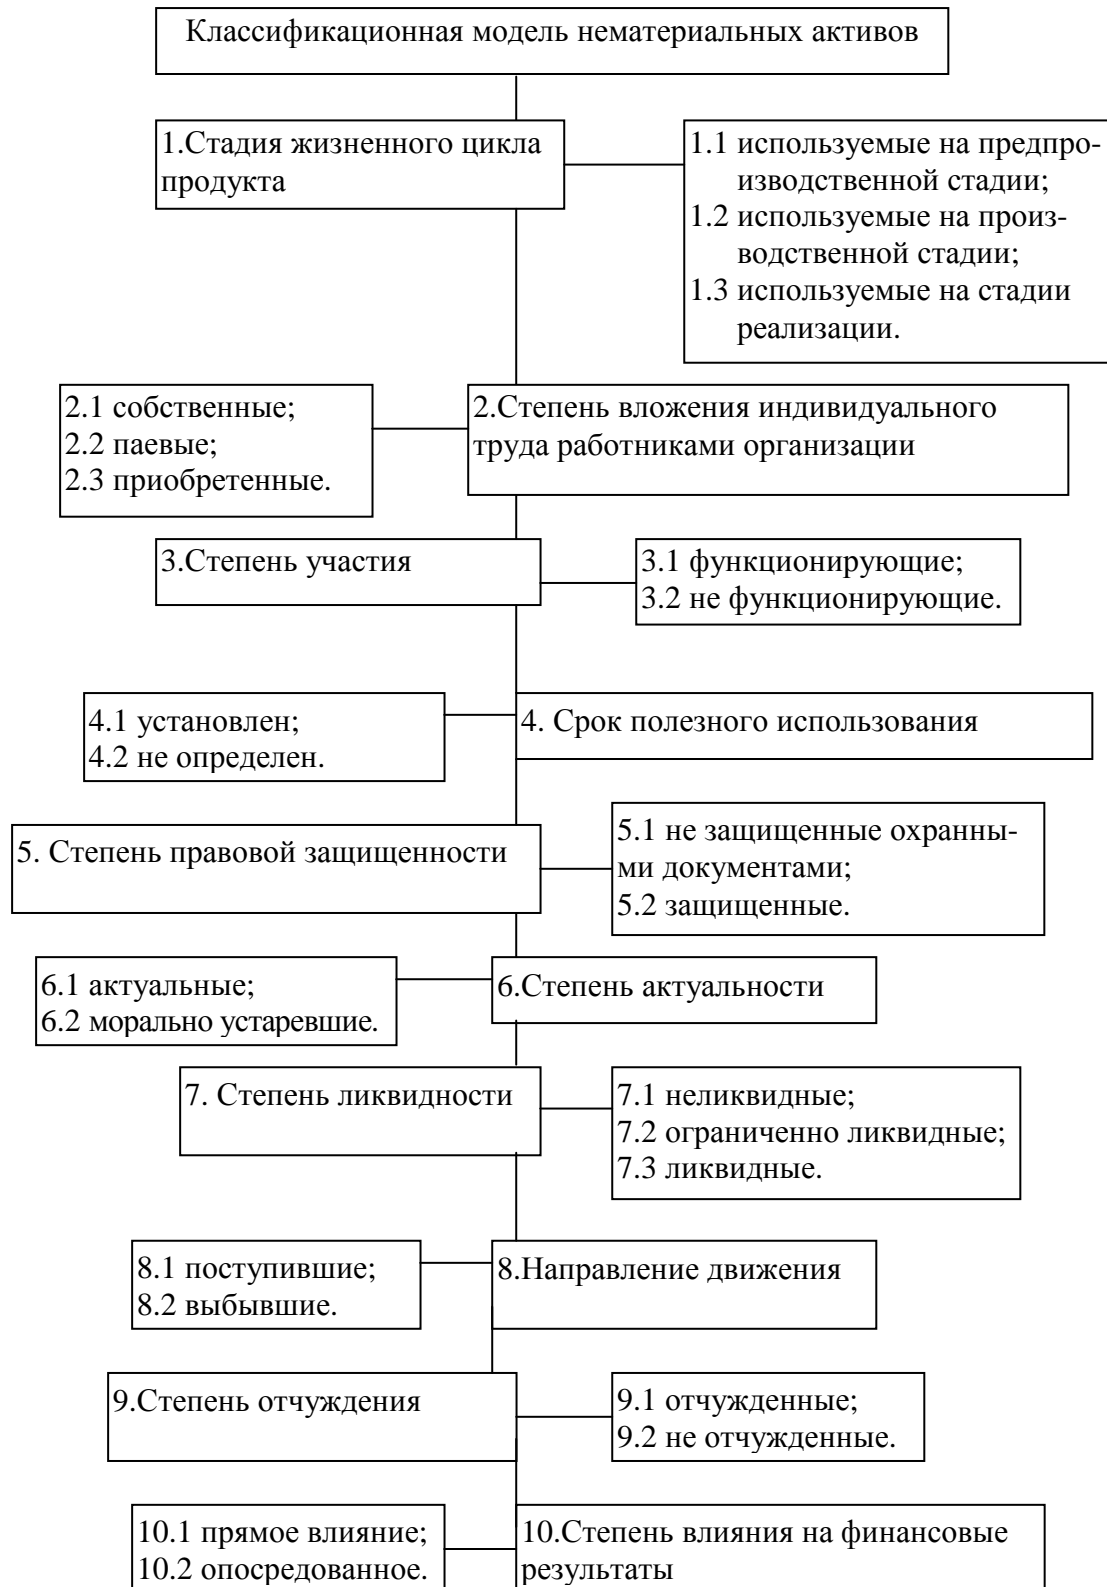 Классификационная модель нематериальных активов
1.Стадия жизненного цикла
продукта
1.1 используемые на предпро-
изводственной стадии;
1.2 используемые на произ-
водственной стадии;
1.3 используемые на стадии
реализации.
2.1 собственные;
2.2 паевые;
2.3 приобретенные.
2.Степень вложения индивидуального
труда работниками организации
3.Степень участия
3.1 функционирующие;
3.2 не функционирующие.
4.1 установлен;
4.2 не определен.
4. Срок полезного использования
5. Степень правовой защищенности
5.1 не защищенные охранны-
ми документами;
5.2 защищенные.
6.1 актуальные;
6.2 морально устаревшие.
6.Степень актуальности
7. Степень ликвидности
7.1 неликвидные;
7.2 ограниченно ликвидные;
7.3 ликвидные.
8.1 поступившие;
8.2 выбывшие.
8.Направление движения
9.Степень отчуждения
9.1 отчужденные;
9.2 не отчужденные.
10.1 прямое влияние;
10.2 опосредованное.
10.Степень влияния на финансовые
результаты